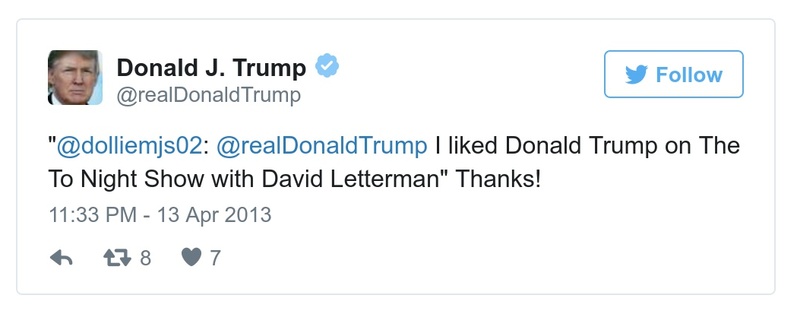 Donald J. Trump
@realDonaldTrump
Follow
"@dolliemjs02: @realDonaldTrump I liked Donald Trump on The
To Night Show with David Letterman" Thanks!
11:33 PM - 13 Apr 2013
8 7